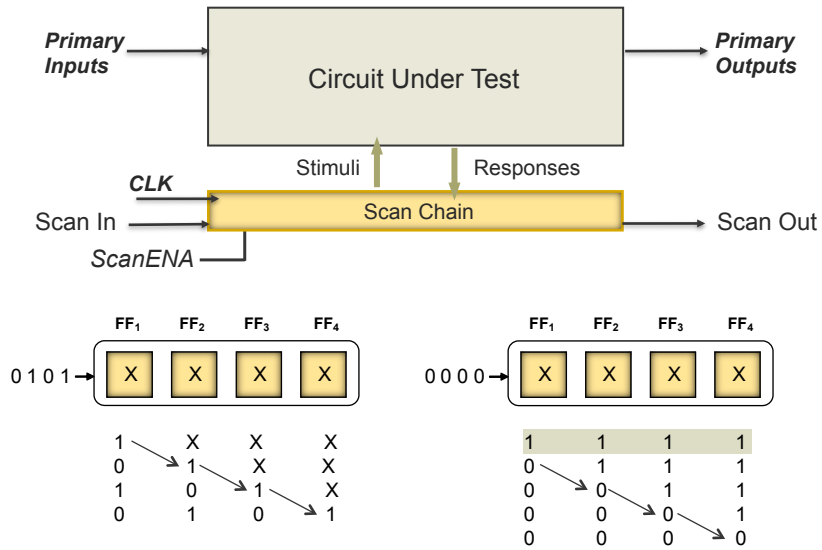 Primary Inputs
Circuit Under Test
Primary Outputs
Stimuli
Responses
CLK
Scan Chain
Scan In
Scan Out
ScanENA
FF1 FF2 FF3 FF4
0 1 0 1 X X X X
1 X X X
0 1 X X
1 0 1 X
0 1 0 1
FF1 FF2 FF3 FF4
0 0 0 0 X X X X
1 1 1 1
0 1 1 1
0 0 1 1
0 0 0 1
0 0 0 0